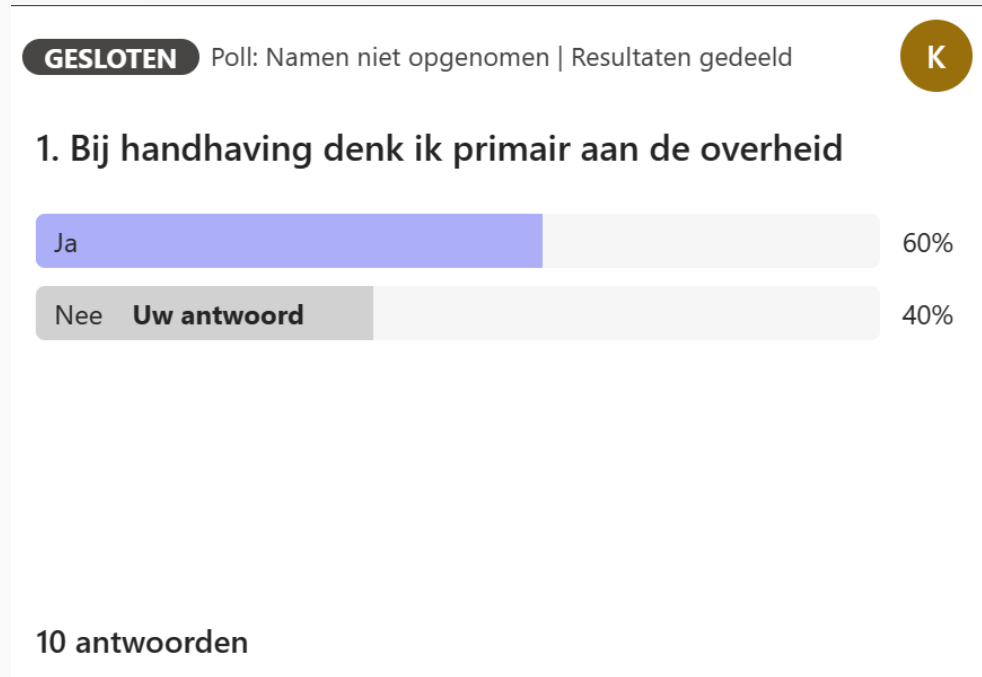 GESLOTEN Poll: Namen niet opgenomen | Resultaten gedeeld K
1. Bij handhaving denk ik primair aan de overheid
Ja 60%
Nee Uw antwoord 40%
10 antwoorden